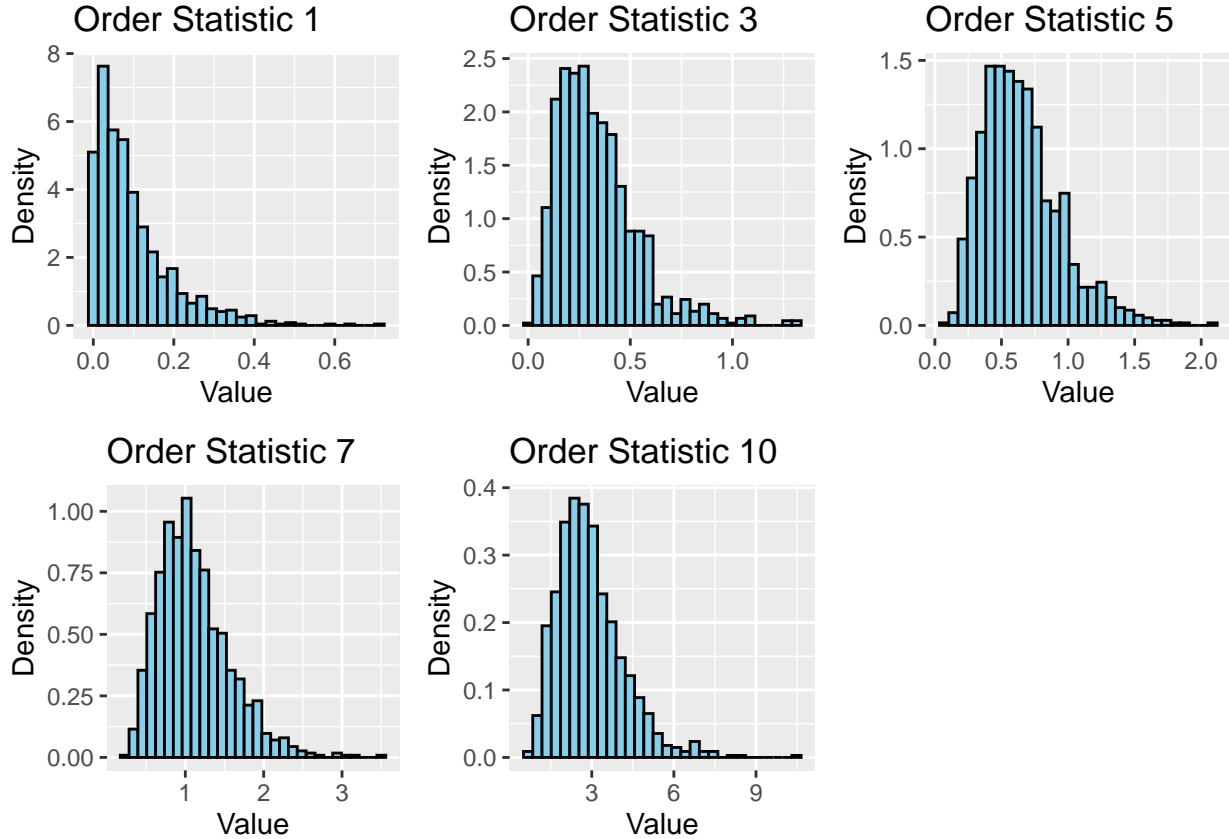 Order Statistic 1
8
6
4
2
0
0.0 0.2 0.4 0.6
Value
Density
Order Statistic 3
2.5
2.0
1.5
1.0
0.5
0.0
0.0 0.5 1.0
Value
Density
Order Statistic 5
1.5
1.0
0.5
0.0
0.0 0.5 1.0 1.5 2.0
Value
Density
Order Statistic 7
1.00
0.75
0.50
0.25
0.00
1 2 3
Value
Density
Order Statistic 10
0.4
0.3
0.2
0.1
0.0
3 6 9
Value
Density